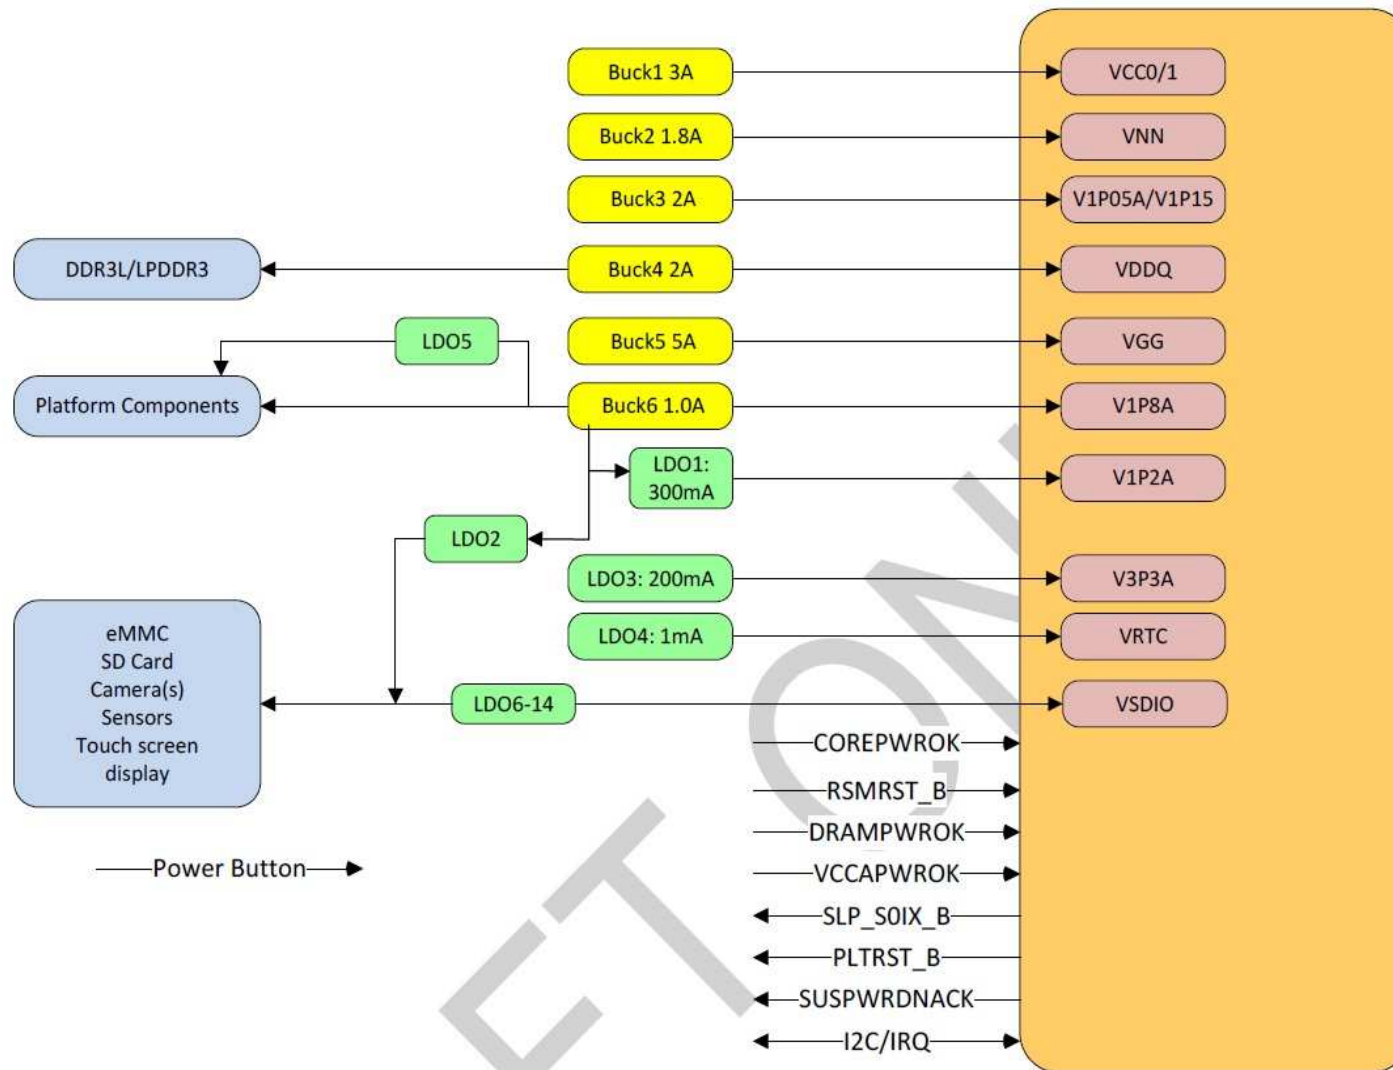 Buck1 3A
VCC0/1
Buck2 1.8A
VNN
Buck3 2A
V1P05A/V1P15
DDR3L/LPDDR3
Buck4 2A
VDDQ
LDO5
Buck5 5A
VGG
Platform Components
Buck6 1.0A
V1P8A
LDO1:
300mA
V1P2A
LDO2
LDO3: 200mA
V3P3A
eMMC
SD Card
Camera(s)
Sensors
Touch screen
display
LDO4: 1mA
VRTC
LDO6-14
VSDIO
COREPWROK
RSMRST_B
DRAMPWROK
Power Button
VCCAPWROK
SLP_S0IX_B
PLTRST_B
SUSPWRDNACK
I2C/IRQ